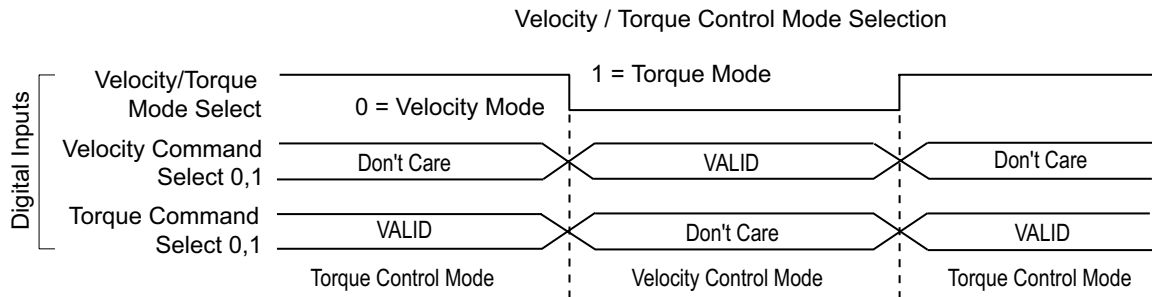 Velocity / Torque Control Mode Selection
Digital Inputs
Velocity/Torque
Mode Select
1 = Torque Mode
0 = Velocity Mode
Velocity Command
Select 0,1
Don't Care
VALID
Don't Care
Torque Command
Select 0,1
VALID
Don't Care
VALID
Torque Control Mode
Velocity Control Mode
Torque Control Mode